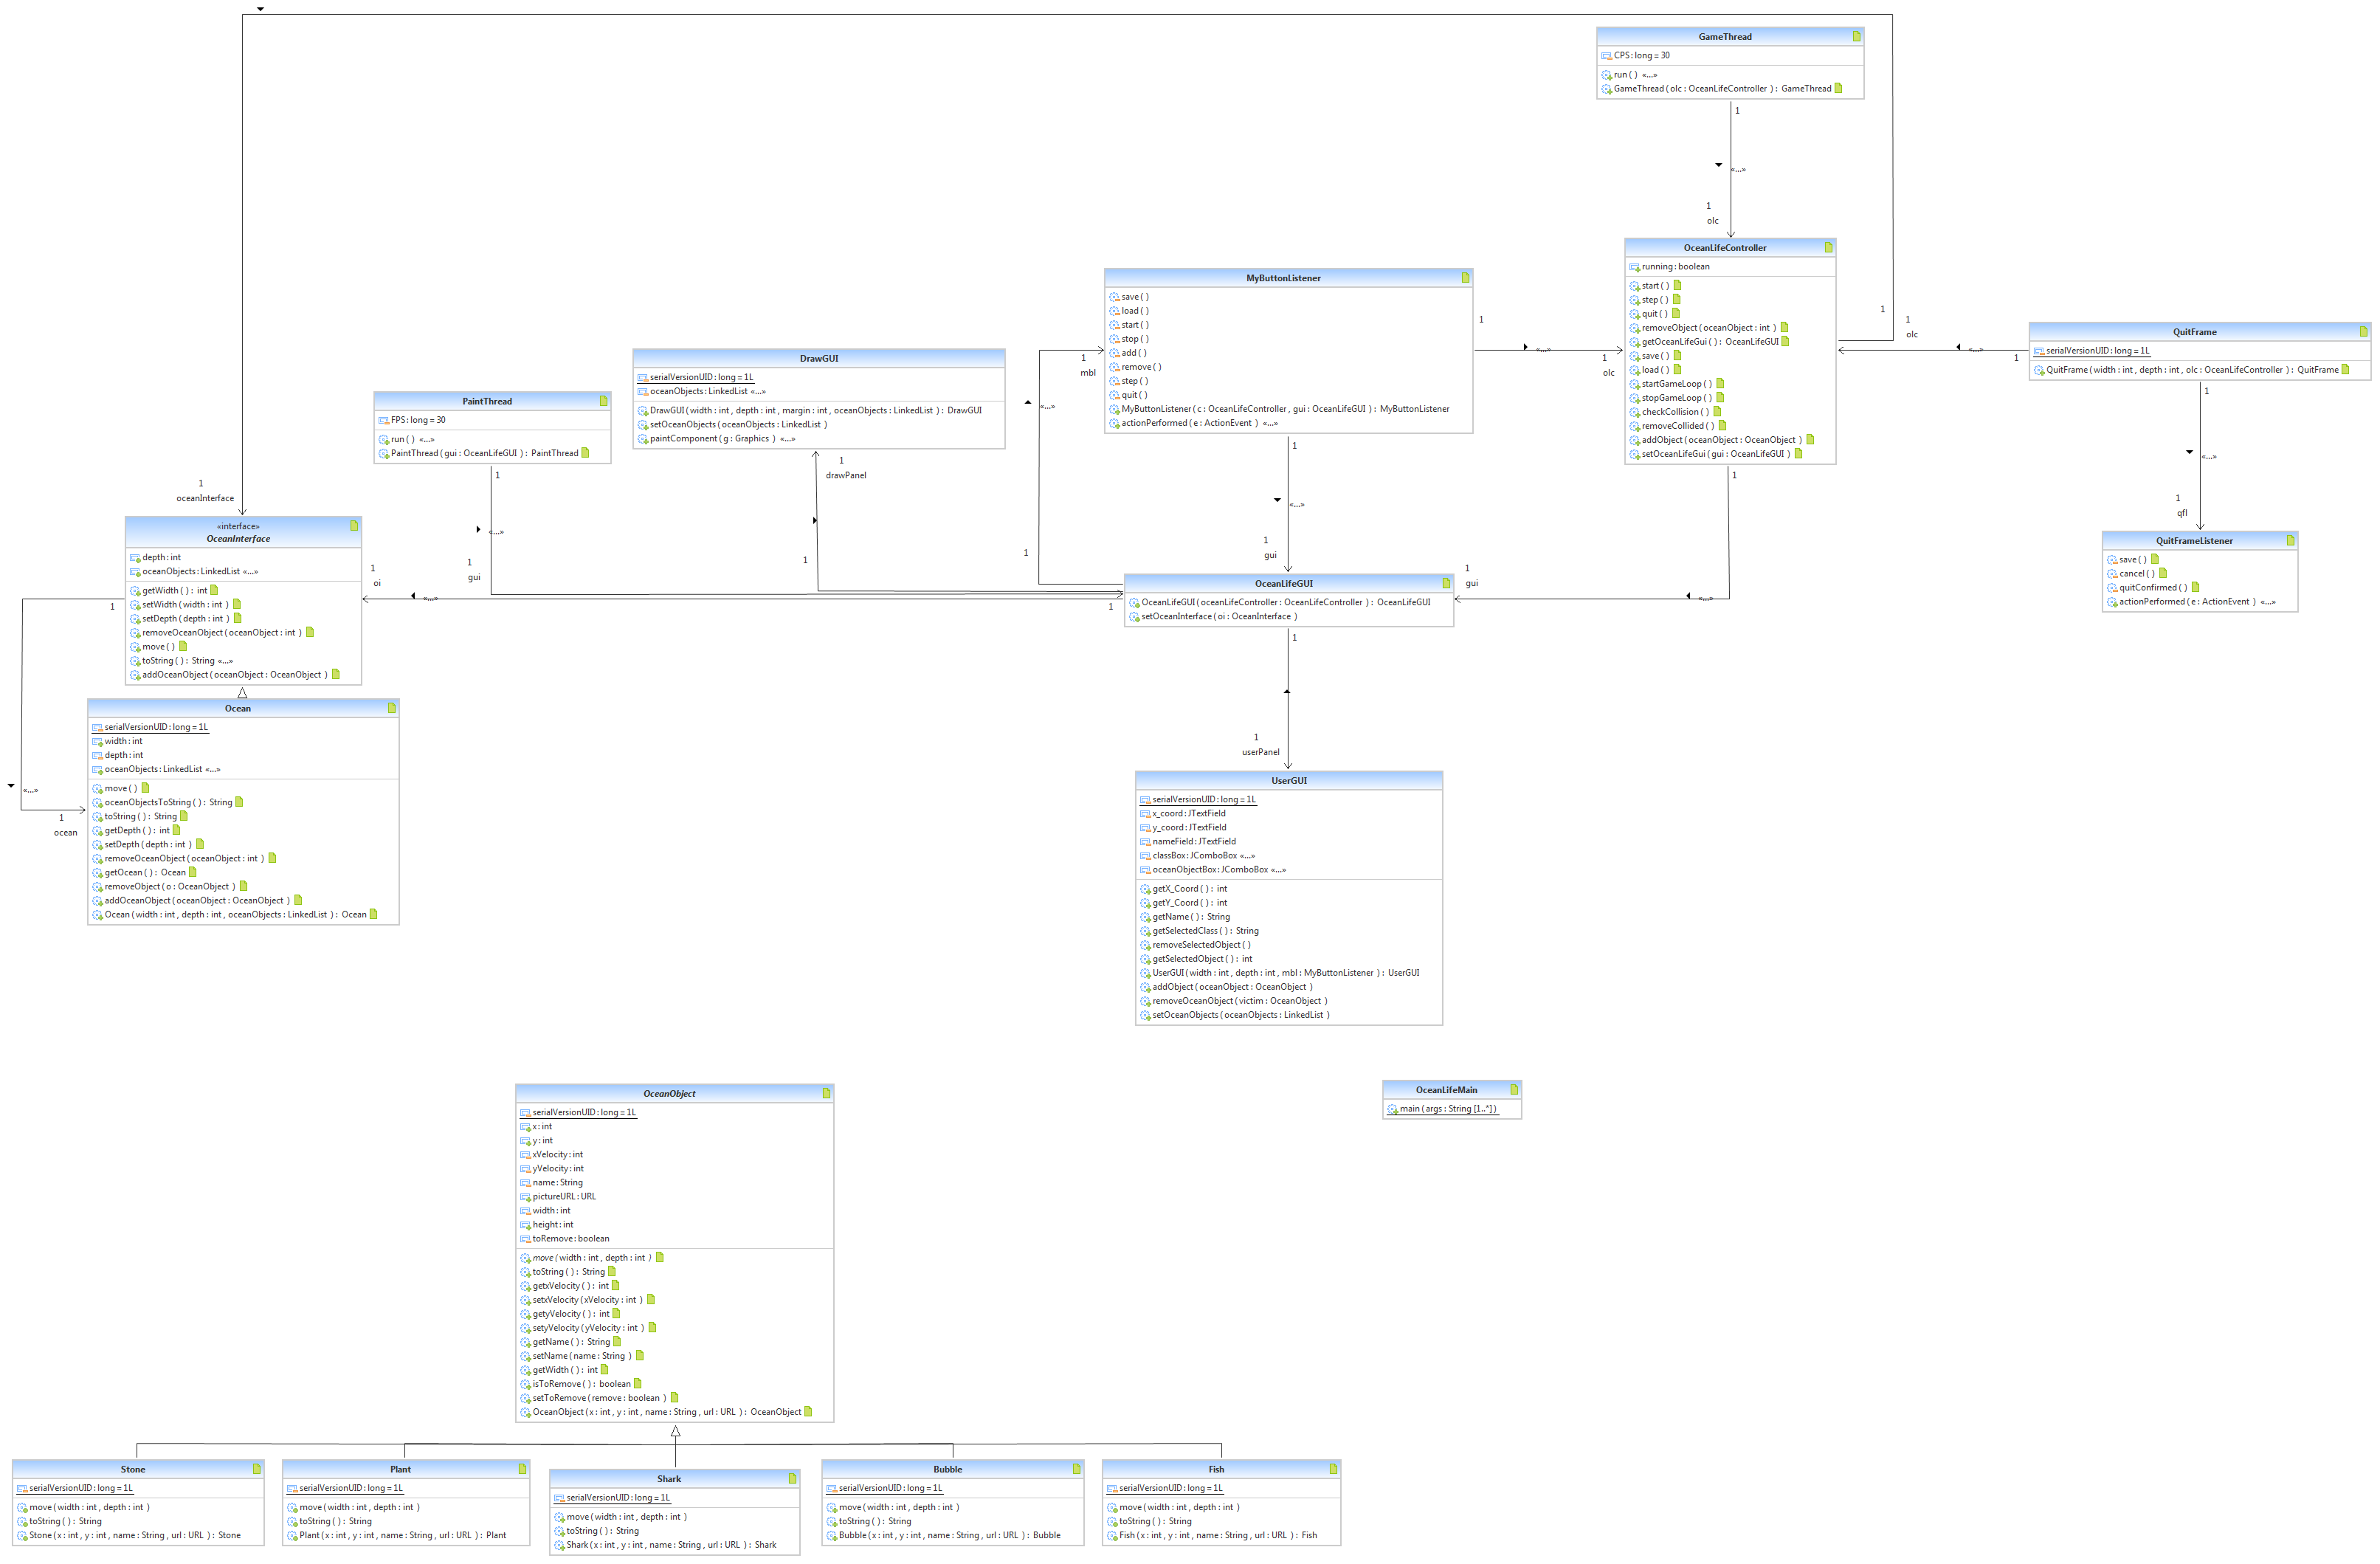 GameThread
CPS : long = 30
run ( ) «...»
GameThread ( olc : OceanLifeController ) : GameThread
1
«...»
1
olc
OceanLifeController
running : boolean
start ( )
step ( )
quit ( )
removeObject ( oceanObject : int )
getOceanLifeGui ( ) : OceanLifeGUI
save ( )
load ( )
startGameLoop ( )
stopGameLoop ( )
checkCollision ( )
removeCollided ( )
addObject ( oceanObject : OceanObject )
setOceanLifeGui ( gui : OceanLifeGUI )
1
1
1
olc
«...»
1
QuitFrame
serialVersionUID : long = 1L
QuitFrame ( width : int , depth : int , olc : OceanLifeController ) : QuitFrame
1
«...»
1
qfl
QuitFrameListener
save ( )
cancel ( )
quitConfirmed ( )
actionPerformed ( e : ActionEvent ) «...»
MyButtonListener
save ( )
load ( )
start ( )
stop ( )
add ( )
remove ( )
step ( )
quit ( )
MyButtonListener ( c : OceanLifeController , gui : OceanLifeGUI ) : MyButtonListener
actionPerformed ( e : ActionEvent ) «...»
1
«...»
1
olc
1
mbl
«...»
1
1
«...»
1
gui
DrawGUI
serialVersionUID : long = 1L
oceanObjects : LinkedList «...»
DrawGUI ( width : int , depth : int , margin : int , oceanObjects : LinkedList ) : DrawGUI
setOceanObjects ( oceanObjects : LinkedList )
paintComponent ( g : Graphics ) «...»
1
drawPanel
1
PaintThread
FPS : long = 30
run ( ) «...»
PaintThread ( gui : OceanLifeGUI ) : PaintThread
1
«...»
1
gui
1
oceanInterface
«interface»
OceanInterface
depth : int
oceanObjects : LinkedList «...»
getWidth ( ) : int
setWidth ( width : int )
setDepth ( depth : int )
removeOceanObject ( oceanObject : int )
move ( )
toString ( ) : String «...»
addOceanObject ( oceanObject : OceanObject )
1
oi
«...»
1
OceanLifeGUI
OceanLifeGUI ( oceanLifeController : OceanLifeController ) : OceanLifeGUI
setOceanInterface ( oi : OceanInterface )
1
gui
«...»
1
1
userPanel
1
«...»
1
ocean
Ocean
serialVersionUID : long = 1L
width : int
depth : int
oceanObjects : LinkedList «...»
move ( )
oceanObjectsToString ( ) : String
toString ( ) : String
getDepth ( ) : int
setDepth ( depth : int )
removeOceanObject ( oceanObject : int )
getOcean ( ) : Ocean
removeObject ( o : OceanObject )
addOceanObject ( oceanObject : OceanObject )
Ocean ( width : int , depth : int , oceanObjects : LinkedList ) : Ocean
UserGUI
serialVersionUID : long = 1L
x_coord : JTextField
y_coord : JTextField
nameField : JTextField
classBox : JComboBox «...»
oceanObjectBox : JComboBox «...»
getX_Coord ( ) : int
getY_Coord ( ) : int
getName ( ) : String
getSelectedClass ( ) : String
removeSelectedObject ( )
getSelectedObject ( ) : int
UserGUI ( width : int , depth : int , mbl : MyButtonListener ) : UserGUI
addObject ( oceanObject : OceanObject )
removeOceanObject ( victim : OceanObject )
setOceanObjects ( oceanObjects : LinkedList )
OceanLifeMain
main ( args : String [1..*] )
OceanObject
serialVersionUID : long = 1L
x : int
y : int
xVelocity : int
yVelocity : int
name : String
pictureURL : URL
width : int
height : int
toRemove : boolean
move ( width : int , depth : int )
toString ( ) : String
getxVelocity ( ) : int
setxVelocity ( xVelocity : int )
getyVelocity ( ) : int
setyVelocity ( yVelocity : int )
getName ( ) : String
setName ( name : String )
getWidth ( ) : int
isToRemove ( ) : boolean
setToRemove ( remove : boolean )
OceanObject ( x : int , y : int , name : String , url : URL ) : OceanObject
Stone
serialVersionUID : long = 1L
move ( width : int , depth : int )
toString ( ) : String
Stone ( x : int , y : int , name : String , url : URL ) : Stone
Plant
serialVersionUID : long = 1L
move ( width : int , depth : int )
toString ( ) : String
Plant ( x : int , y : int , name : String , url : URL ) : Plant
Shark
serialVersionUID : long = 1L
move ( width : int , depth : int )
toString ( ) : String
Shark ( x : int , y : int , name : String , url : URL ) : Shark
Bubble
serialVersionUID : long = 1L
move ( width : int , depth : int )
toString ( ) : String
Bubble ( x : int , y : int , name : String , url : URL ) : Bubble
Fish
serialVersionUID : long = 1L
move ( width : int , depth : int )
toString ( ) : String
Fish ( x : int , y : int , name : String , url : URL ) : Fish